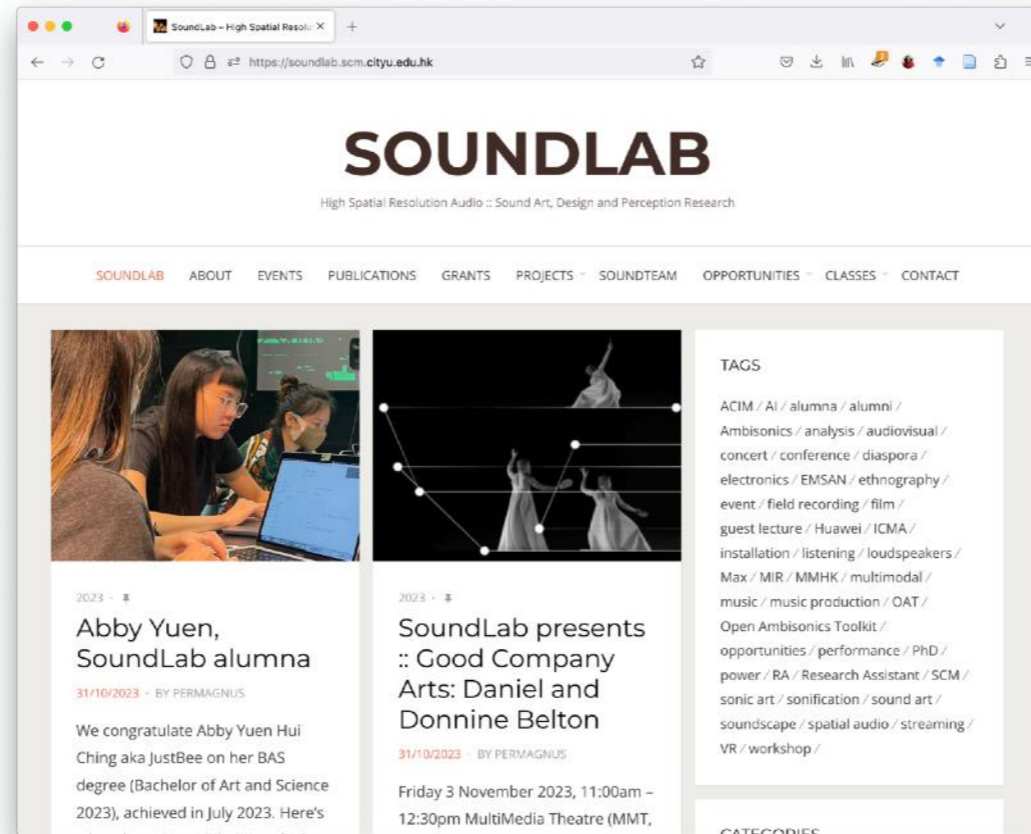 SoundLab – High Spatial Resolu
https://soundlab.scm.cityu.edu.hk
SOUNDLAB
High Spatial Resolution Audio :: Sound Art, Design and Perception Research
SOUNDLAB ABOUT EVENTS PUBLICATIONS GRANTS PROJECTS SOUNDTEAM OPPORTUNITIES CLASSES CONTACT
2023
Abby Yuen,
SoundLab alumna
31/10/2023 · BY PERMAGNUS
We congratulate Abby Yuen Hui
Ching aka JustBee on her BAS
degree (Bachelor of Art and Science
2023), achieved in July 2023. Here's
2023
SoundLab presents
:: Good Company
Arts: Daniel and
Donnine Belton
31/10/2023 · BY PERMAGNUS
Friday 3 November 2023, 11:00am –
12:30pm MultiMedia Theatre (MMT,
TAGS
ACIM / AI / alumna / alumni /
Ambisonics / analysis / audiovisual /
concert / conference / diaspora /
electronics / EMSAN / ethnography /
event / field recording / film /
guest lecture / Huawei / ICMA /
installation / listening / loudspeakers /
Max / MIR / MMHK / multimodal /
music / music production / OAT /
Open Ambisonics Toolkit /
opportunities / performance / PhD /
power / RA / Research Assistant / SCM /
sonic art / sonification / sound art /
soundscape / spatial audio / streaming /
VR / workshop /
CATEGORIES